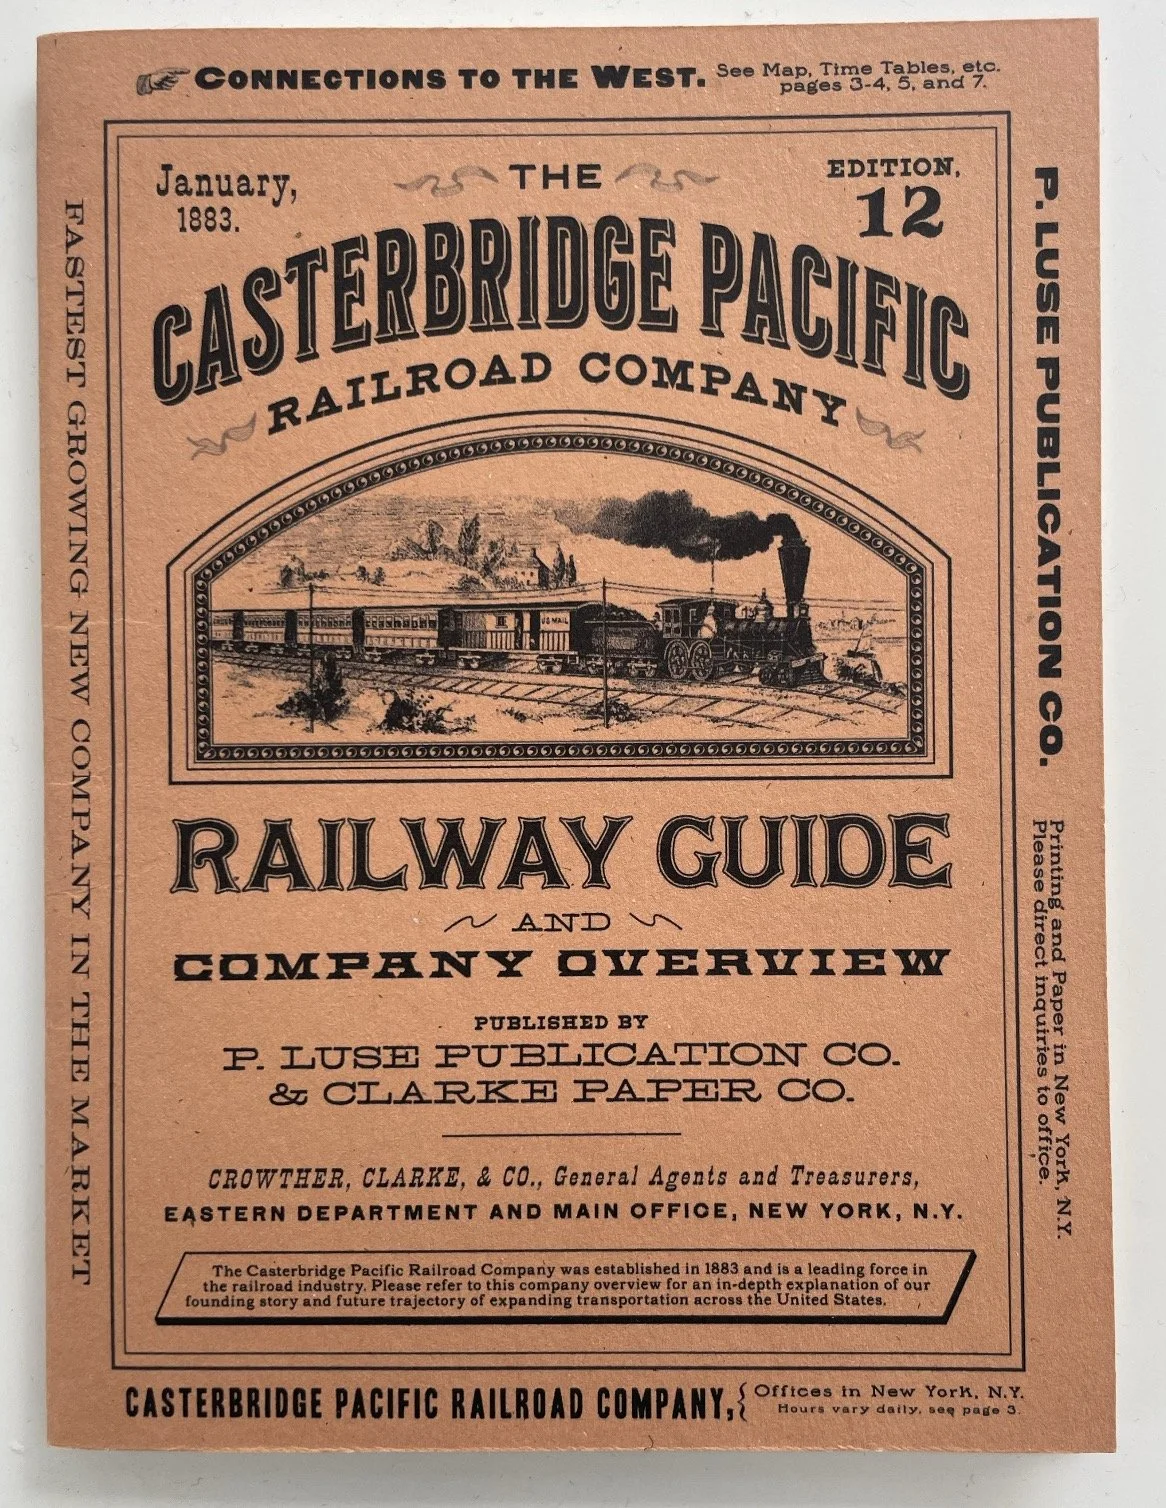 CONNECTIONS TO THE WEST. See Map, Time Tables, etc.
pages 3-4, 5, and 7.
January,
1883.
THE
EDITION,
12
CASTERBRIDGE PACIFIC
RAILROAD COMPANY
US MAIL
RAILWAY GUIDE
AND
COMPANY OVERVIEW
PUBLISHED BY
P. LUSE PUBLICATION CO.
& CLARKE PAPER CO.
CROWTHER, CLARKE, & CO., General Agents and Treasurers,
EASTERN DEPARTMENT AND MAIN OFFICE, NEW YORK, N.Y.
The Casterbridge Pacific Railroad Company was established in 1883 and is a leading force in
the railroad industry. Please refer to this company overview for an in-depth explanation of our
founding story and future trajectory of expanding transportation across the United States.
CASTERBRIDGE PACIFIC RAILROAD COMPANY, { Offices in New York, N.Y.
Hours vary daily, see page 3.
FASTEST GROWING NEW COMPANY IN THE MARKET
P. LUSE PUBLICATION CO.
Printing and Paper in New York, N.Y.
Please direct inquiries to office.